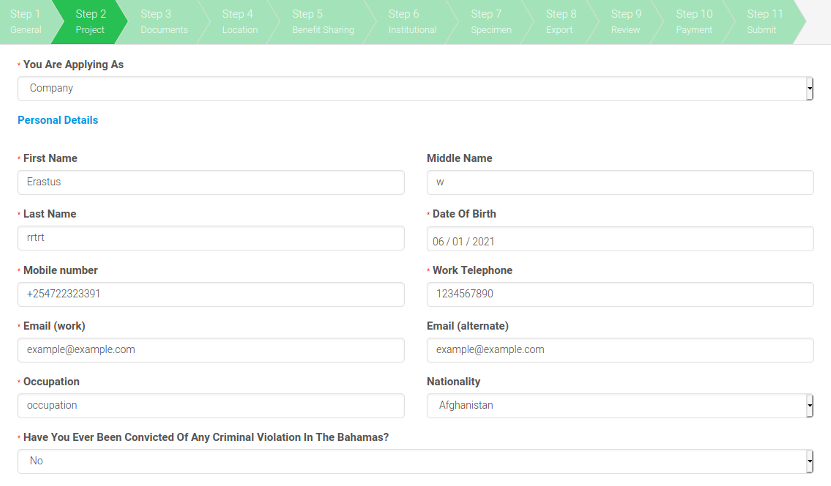 Step 1 Step 2 Step 3 Step 4 Step 5 Step 6 Step 7 Step 8 Step 9 Step 10 Step 11
General Project Documents Location Benefit Sharing Institutional Specimen Export Review Payment Submit
* You Are Applying As
Company
Personal Details
* First Name Middle Name
Erastus w
* Last Name * Date Of Birth
rrtrt 06 / 01 / 2021
* Mobile number * Work Telephone
+254722323391 1234567890
* Email (work) Email (alternate)
example@example.com example@example.com
* Occupation Nationality
occupation Afghanistan
* Have You Ever Been Convicted Of Any Criminal Violation In The Bahamas?
No